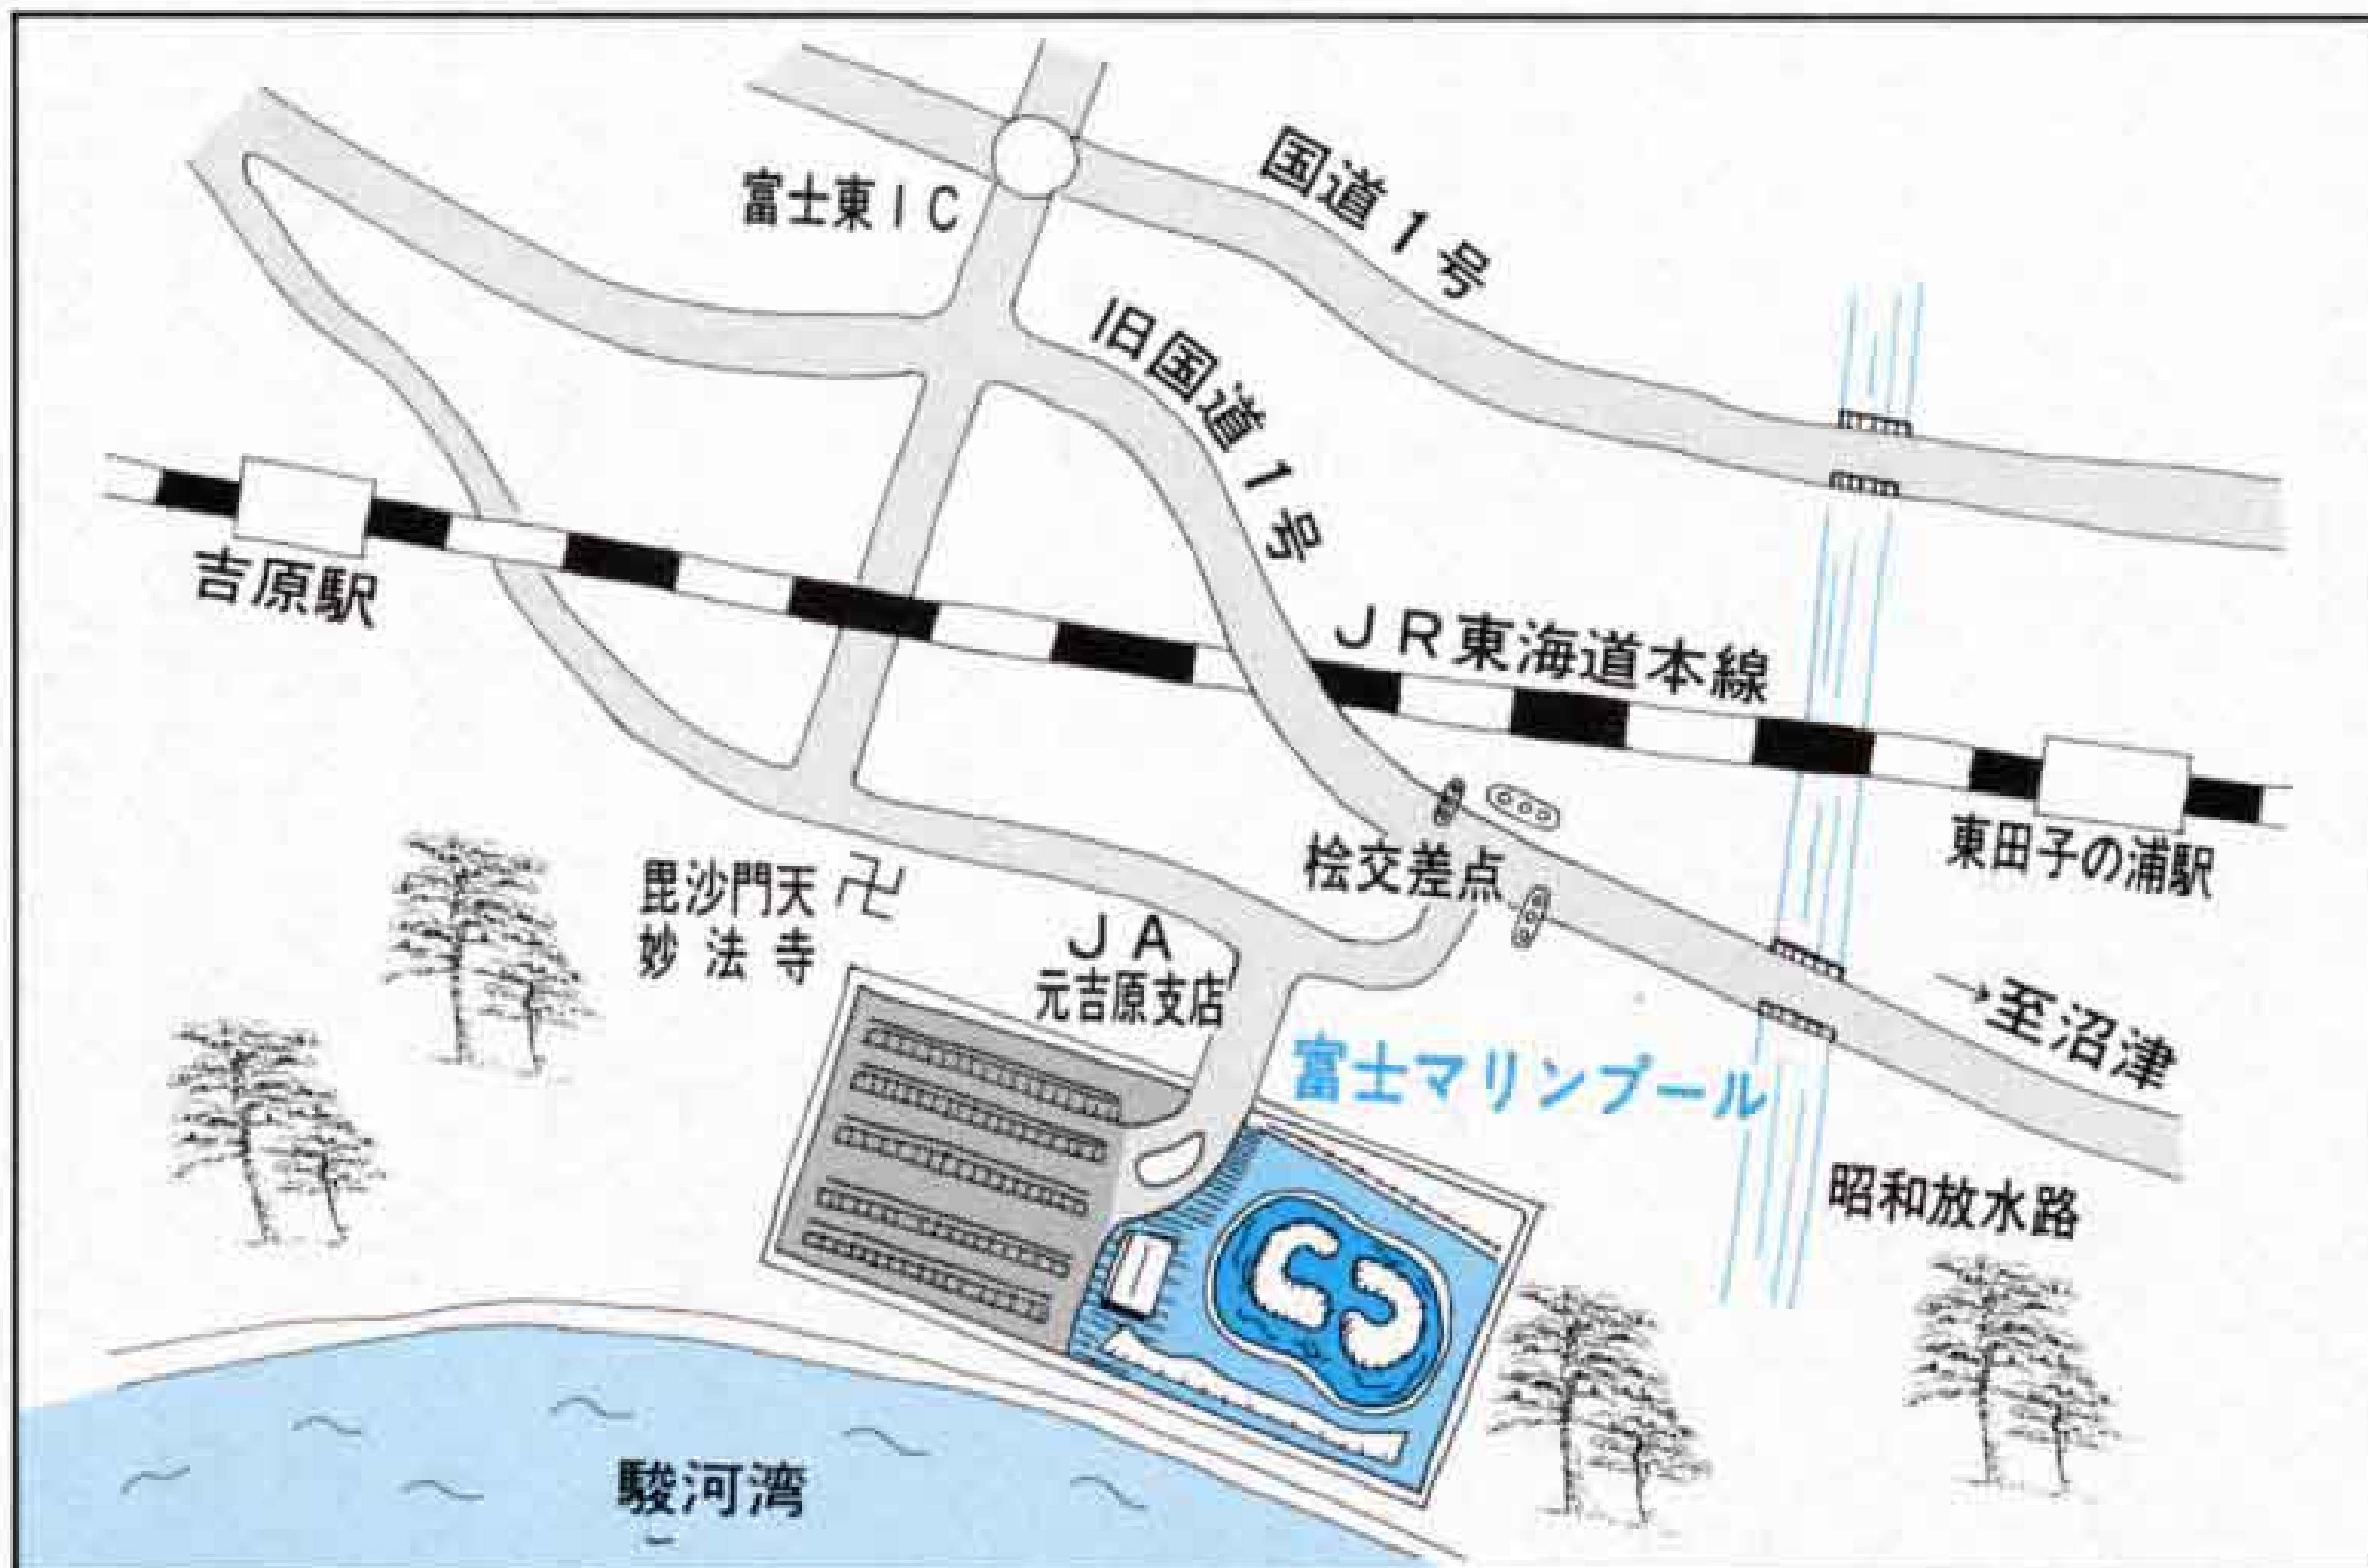 国道1号
富士東IC
旧国道1号
吉原駅
JR東海道本線
東田子の浦駅
桧交差点
毘沙門天
妙法寺
卍
JA
元吉原支店
→至沼津
富士マリンプール
昭和放水路
駿河湾